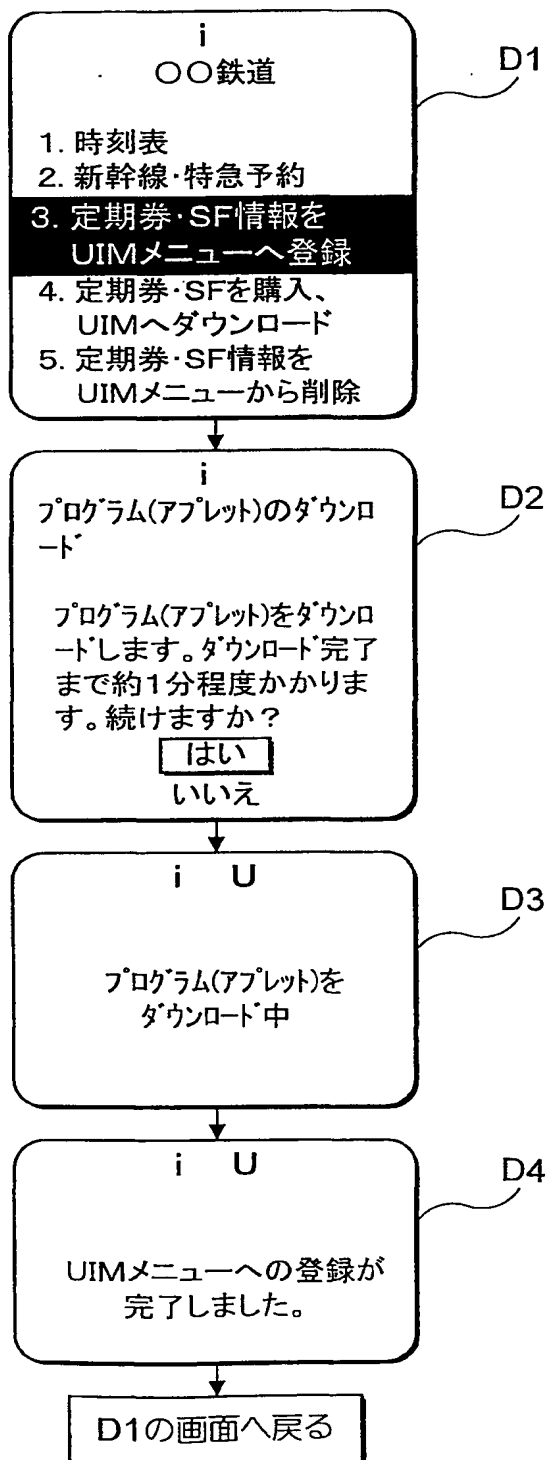 i
○○鉄道
D1
1. 時刻表
2. 新幹線・特急予約
3. 定期券・SF情報を
UIMメニューへ登録
4. 定期券・SFを購入、
UIMへダウンロード
5. 定期券・SF情報を
UIMメニューから削除
i
D2
プログラム(アプレット)のダウンロ
ード
プログラム(アプレット)をダウンロ
ードします。ダウンロード完了
まで約1分程度かかりま
す。続けますか？
はい
いいえ
i U
D3
プログラム(アプレット)を
ダウンロード中
i U
D4
UIMメニューへの登録が
完了しました。
D1の画面へ戻る